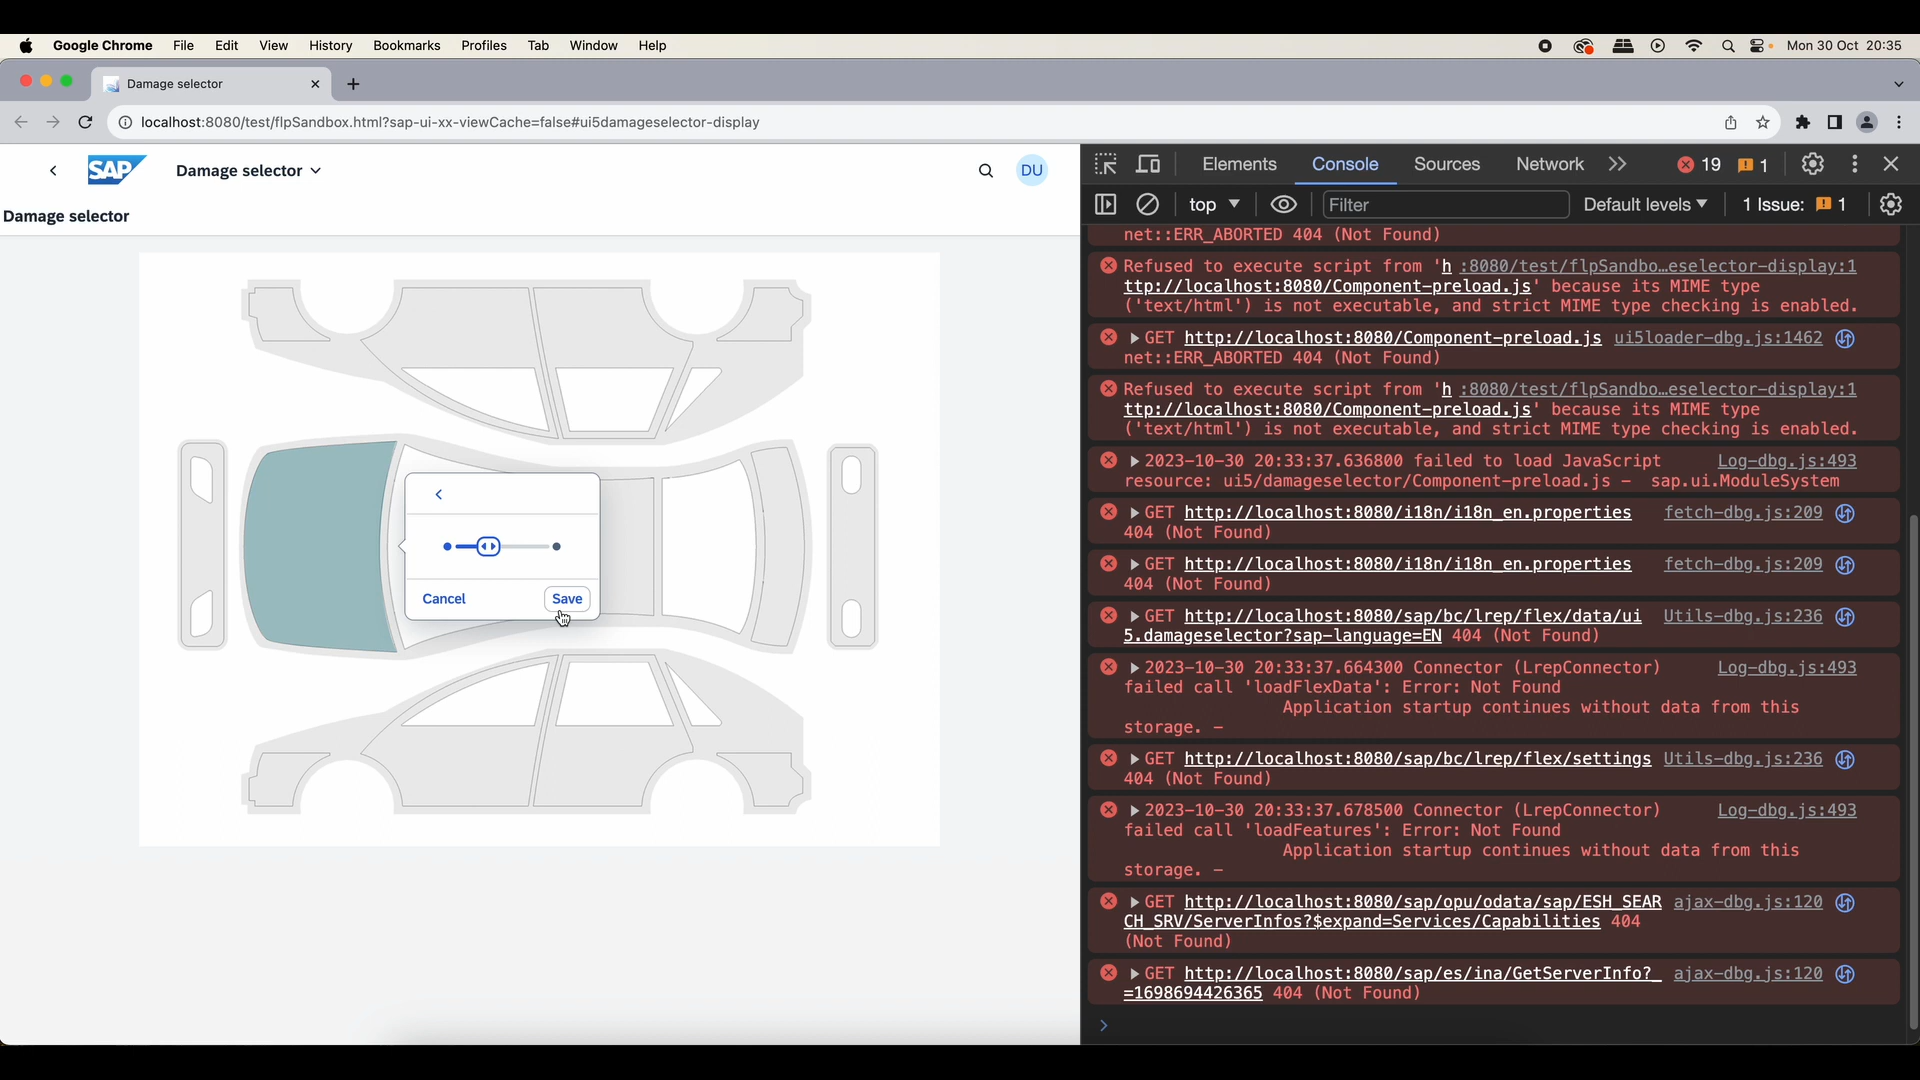 Google Chrome File Edit View History Bookmarks Profiles Tab Window Help Mon 30 Oct 20:35
Damage selector
localhost:8080/test/flpSandbox.html?sap-ui-xx-viewCache=false#ui5damageselector-display
SAP Damage selector DU
Damage selector
Cancel Save
Elements Console Sources Network 19 1
top Filter Default levels 1 Issue: 1
net::ERR_ABORTED 404 (Not Found)
Refused to execute script from 'h :8080/test/flpSandbo…eselector-display:1
ttp://localhost:8080/Component-preload.js' because its MIME type
('text/html') is not executable, and strict MIME type checking is enabled.
GET http://localhost:8080/Component-preload.js ui5loader-dbg.js:1462
net::ERR_ABORTED 404 (Not Found)
Refused to execute script from 'h :8080/test/flpSandbo…eselector-display:1
ttp://localhost:8080/Component-preload.js' because its MIME type
('text/html') is not executable, and strict MIME type checking is enabled.
2023-10-30 20:33:37.636800 failed to load JavaScript Log-dbg.js:493
resource: ui5/damageselector/Component-preload.js - sap.ui.ModuleSystem
GET http://localhost:8080/i18n/i18n_en.properties fetch-dbg.js:209
404 (Not Found)
GET http://localhost:8080/i18n/i18n_en.properties fetch-dbg.js:209
404 (Not Found)
GET http://localhost:8080/sap/bc/lrep/flex/data/ui Utils-dbg.js:236
5.damageselector?sap-language=EN 404 (Not Found)
2023-10-30 20:33:37.664300 Connector (LrepConnector) Log-dbg.js:493
failed call 'loadFlexData': Error: Not Found
Application startup continues without data from this
storage. -
GET http://localhost:8080/sap/bc/lrep/flex/settings Utils-dbg.js:236
404 (Not Found)
2023-10-30 20:33:37.678500 Connector (LrepConnector) Log-dbg.js:493
failed call 'loadFeatures': Error: Not Found
Application startup continues without data from this
storage. -
GET http://localhost:8080/sap/opu/odata/sap/ESH_SEAR ajax-dbg.js:120
CH_SRV/ServerInfos?$expand=Services/Capabilities 404
(Not Found)
GET http://localhost:8080/sap/es/ina/GetServerInfo?_ ajax-dbg.js:120
=1698694426365 404 (Not Found)